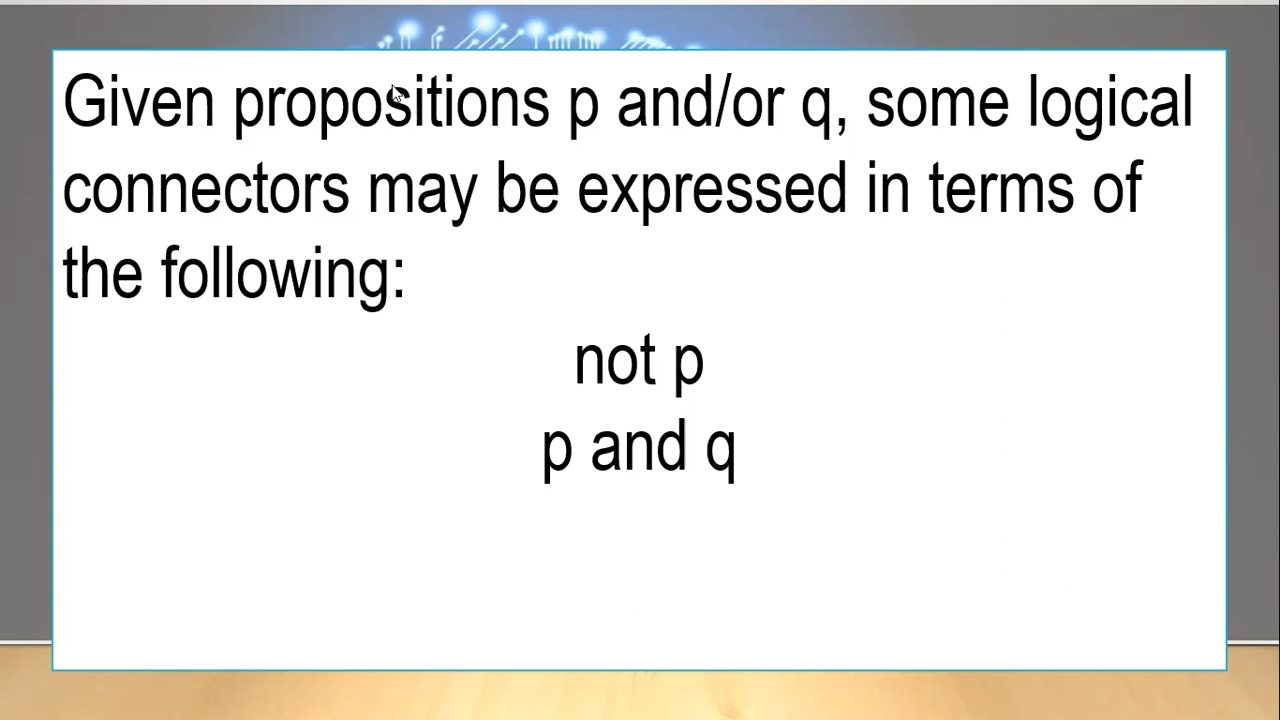 Given propositions p and/or q, some logical
connectors may be expressed in terms of
the following:
not p
p and q